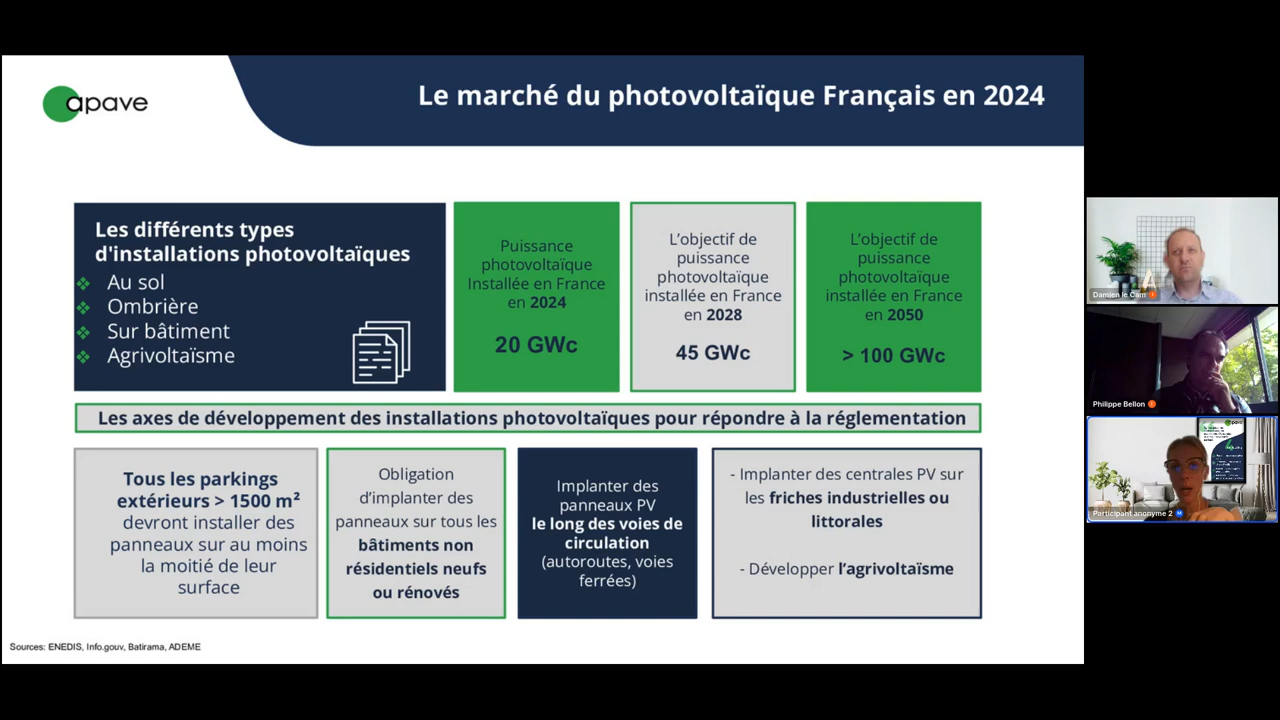 apave
Le marché du photovoltaïque Français en 2024
Les différents types
d'installations photovoltaïques
Au sol
Ombrière
Sur bâtiment
Agrivoltaïsme
Puissance
photovoltaïque
Installée en France
en 2024
20 GWc
L'objectif de
puissance
photovoltaïque
installée en France
en 2028
45 GWc
L'objectif de
puissance
photovoltaïque
installée en France
en 2050
> 100 GWc
Les axes de développement des installations photovoltaïques pour répondre à la réglementation
Tous les parkings
extérieurs > 1500 m²
devront installer des
panneaux sur au moins
la moitié de leur
surface
Obligation
d'implanter des
panneaux sur tous les
bâtiments non
résidentiels neufs
ou rénovés
Implanter des
panneaux PV
le long des voies de
circulation
(autoroutes, voies
ferrées)
- Implanter des centrales PV sur
les friches industrielles ou
littorales
- Développer l'agrivoltaïsme
Sources: ENEDIS, Info.gouv, Batirama, ADEME
Damien le Cam
Philippe Bellon
Participant anonyme 2